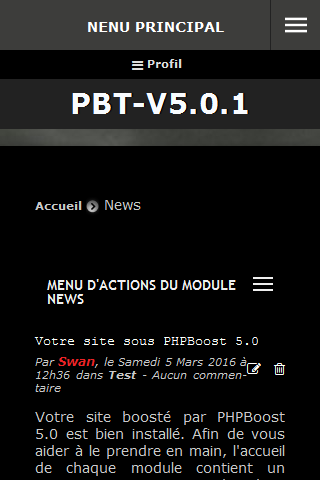 NENU PRINCIPAL
Profil
PBT-V5.0.1
Accueil News
MENU D'ACTIONS DU MODULE
NEWS
Votre site sous PHPBoost 5.0
Par Swan, le Samedi 5 Mars 2016 à
12h36 dans Test - Aucun commen-
taire
Votre site boosté par PHPBoost
5.0 est bien installé. Afin de vous
aider à le prendre en main, l'accueil
de chaque module contient un